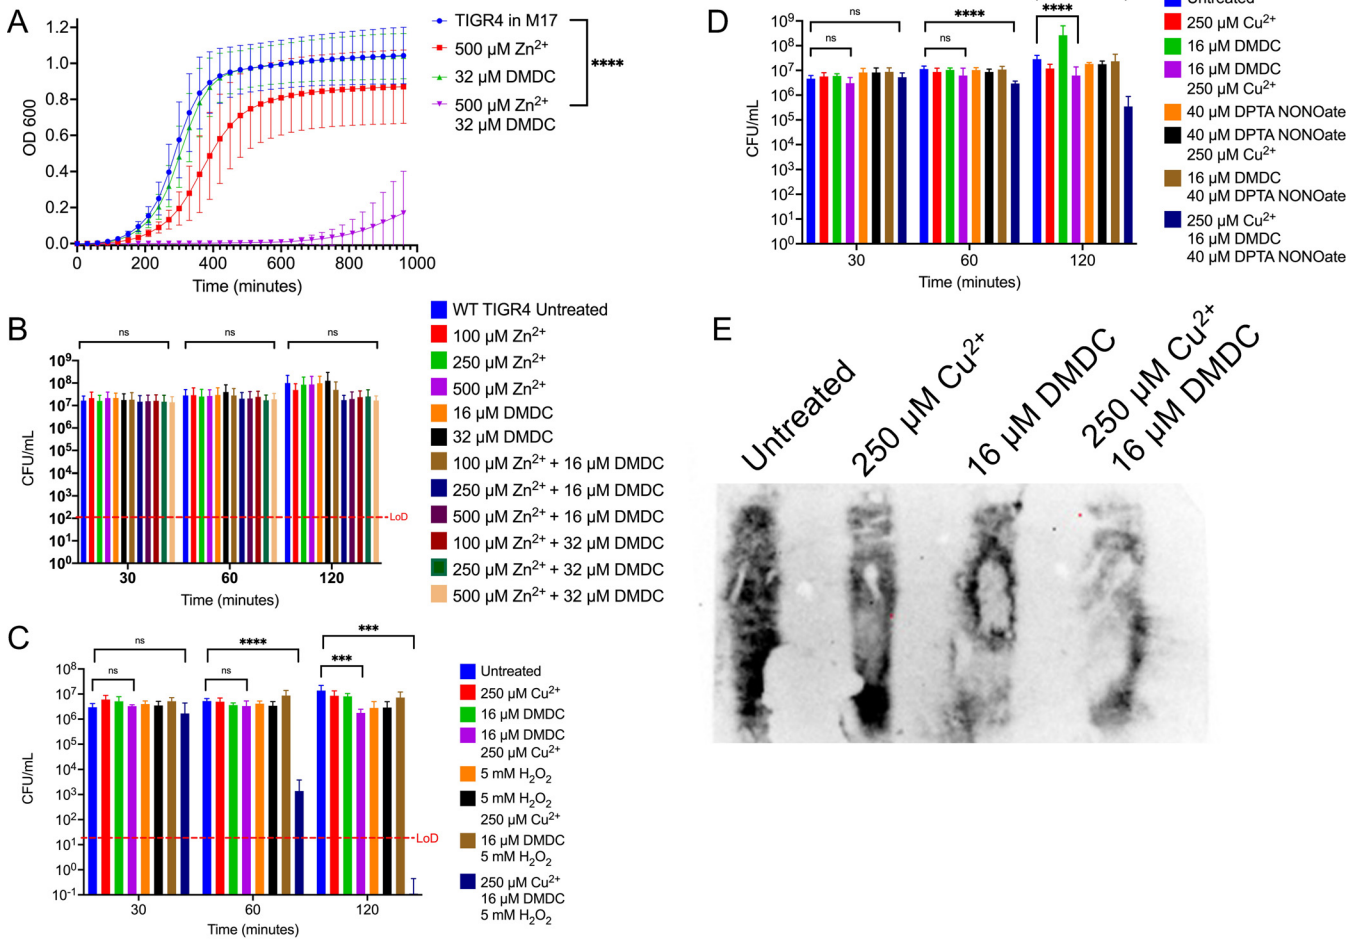 A
1.2
1.0
0.8
0.6
0.4
0.2
0.0
OD 600
0
200
400
600
800
1000
Time (minutes)
TIGR4 in M17
500 µM Zn²⁺
32 µM DMDC
500 µM Zn²⁺
32 µM DMDC
****
B
ns
ns
ns
10⁹
10⁸
10⁷
10⁶
10⁵
10⁴
10³
10²
10¹
10⁰
CFU/mL
LoD
30
60
120
Time (minutes)
WT TIGR4 Untreated
100 µM Zn²⁺
250 µM Zn²⁺
500 µM Zn²⁺
16 µM DMDC
32 µM DMDC
100 µM Zn²⁺ + 16 µM DMDC
250 µM Zn²⁺ + 16 µM DMDC
500 µM Zn²⁺ + 16 µM DMDC
100 µM Zn²⁺ + 32 µM DMDC
250 µM Zn²⁺ + 32 µM DMDC
500 µM Zn²⁺ + 32 µM DMDC
C
ns
ns
****
ns
***
***
10⁸
10⁷
10⁶
10⁵
10⁴
10³
10²
10¹
10⁰
10⁻¹
CFU/mL
LoD
30
60
120
Time (minutes)
Untreated
250 µM Cu²⁺
16 µM DMDC
16 µM DMDC
250 µM Cu²⁺
5 mM H₂O₂
5 mM H₂O₂
250 µM Cu²⁺
16 µM DMDC
5 mM H₂O₂
250 µM Cu²⁺
16 µM DMDC
5 mM H₂O₂
D
ns
ns
****
ns
****
10⁹
10⁸
10⁷
10⁶
10⁵
10⁴
10³
10²
10¹
10⁰
CFU/mL
30
60
120
Time (minutes)
Untreated
250 µM Cu²⁺
16 µM DMDC
16 µM DMDC
250 µM Cu²⁺
40 µM DPTA NONOate
40 µM DPTA NONOate
250 µM Cu²⁺
16 µM DMDC
40 µM DPTA NONOate
250 µM Cu²⁺
16 µM DMDC
40 µM DPTA NONOate
E
Untreated
250 µM Cu²⁺
16 µM DMDC
250 µM Cu²⁺
16 µM DMDC